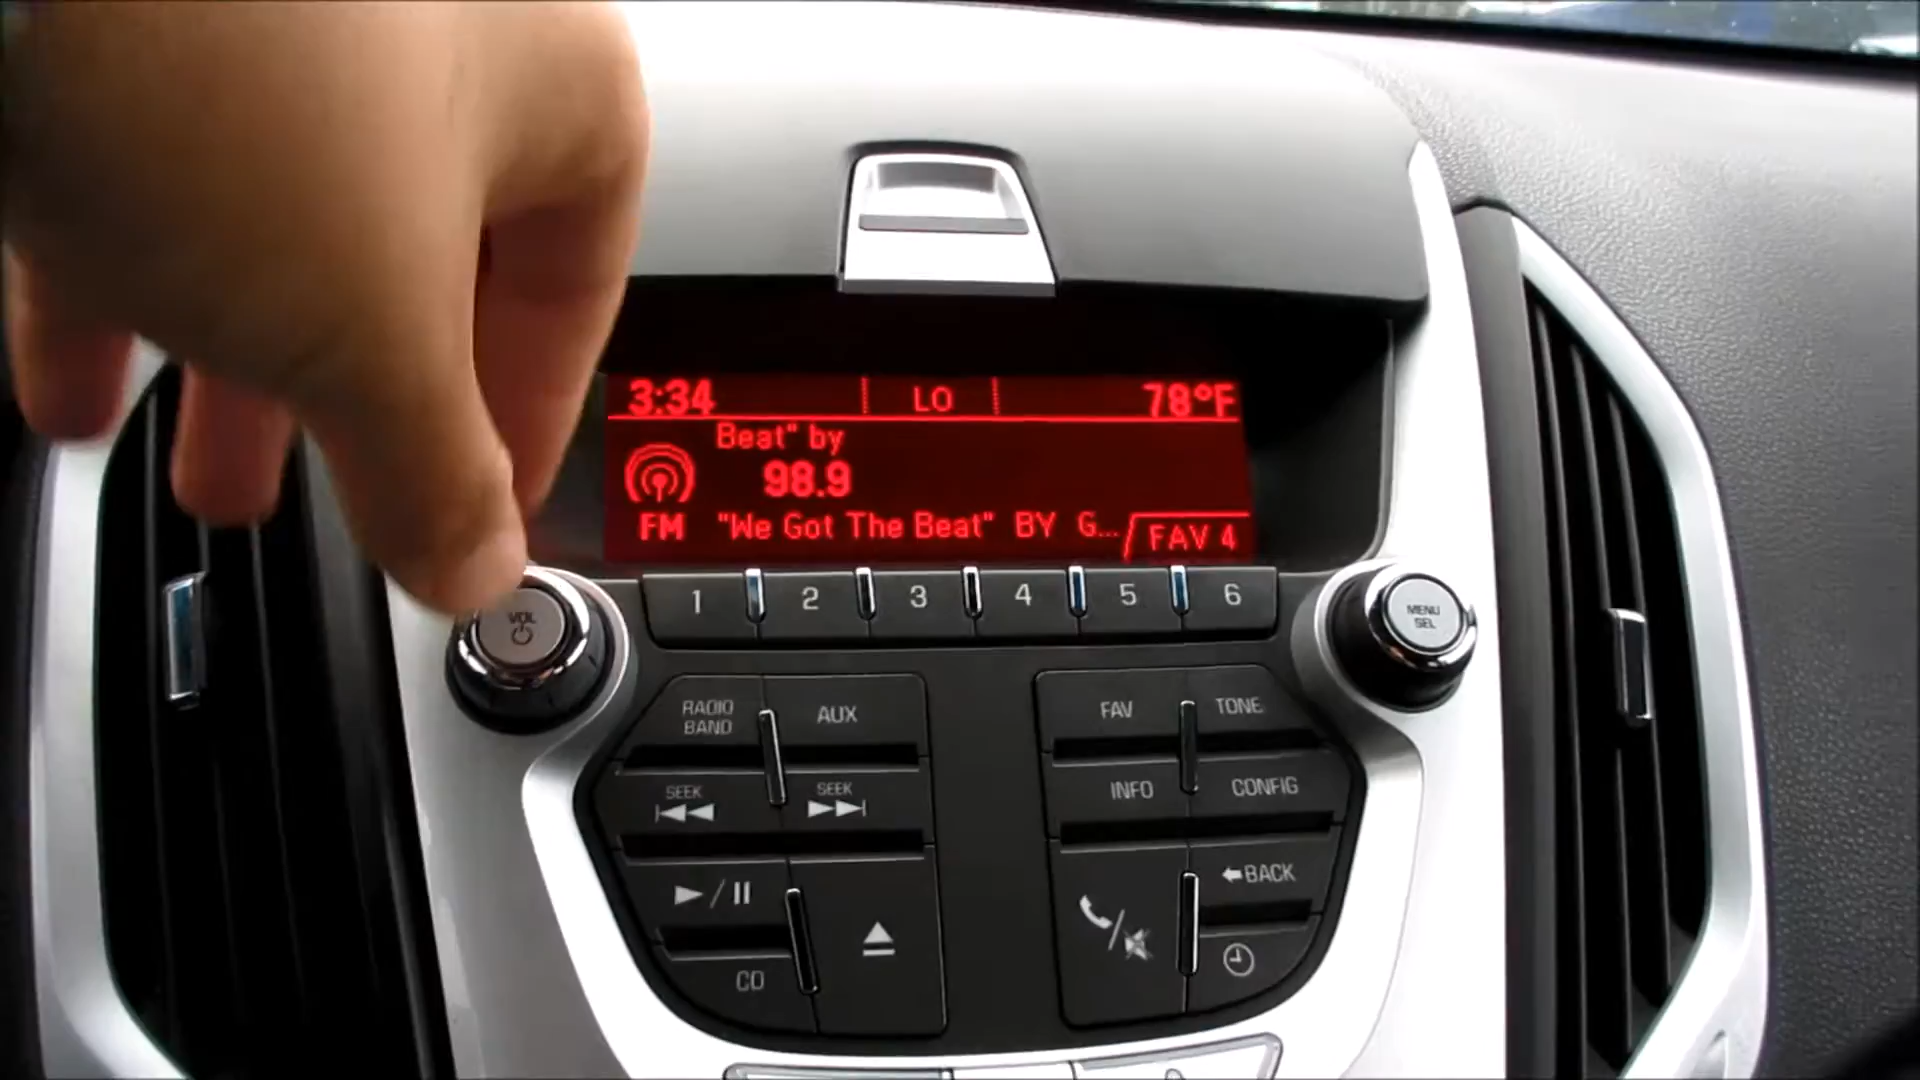 3:34 LO 78°F
Beat" by
98.9
FM "We Got The Beat" BY G... FAV 4
1 2 3 4 5 6
VOL
MENU
SEL
RADIO
BAND
AUX
FAV
TONE
SEEK
SEEK
INFO
CONFIG
BACK
CD